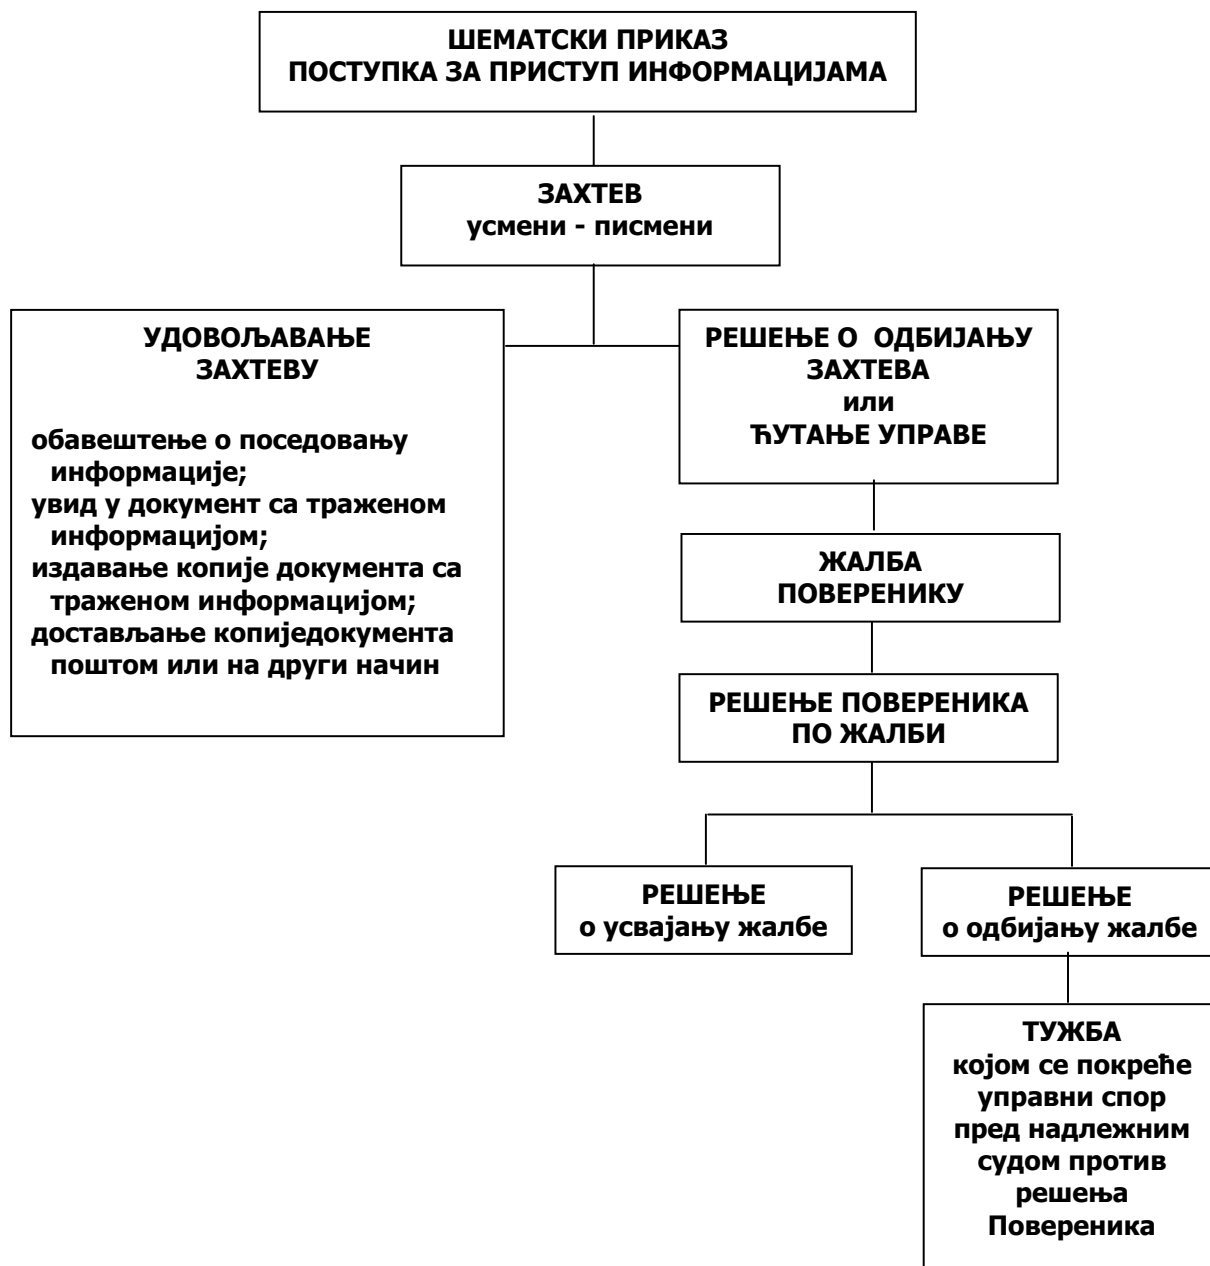 ШЕМАТСКИ ПРИКАЗ
ПОСТУПКА ЗА ПРИСТУП ИНФОРМАЦИЈАМА
ЗАХТЕВ
усмени - писмени
УДОВОЉАВАЊЕ
ЗАХТЕВУ
обавештење о поседовању
информације;
увид у документ са траженом
информацијом;
издавање копије документа са
траженом информацијом;
достављање копиједокумента
поштом или на други начин
РЕШЕЊЕ О ОДБИЈАЊУ
ЗАХТЕВА
или
ЋУТАЊЕ УПРАВЕ
ЖАЛБА
ПОВЕРЕНИКУ
РЕШЕЊЕ ПОВЕРЕНИКА
ПО ЖАЛБИ
РЕШЕЊЕ
о усвајању жалбе
РЕШЕЊЕ
о одбијању жалбе
ТУЖБА
којом се покреће
управни спор
пред надлежним
судом против
решења
Повереника